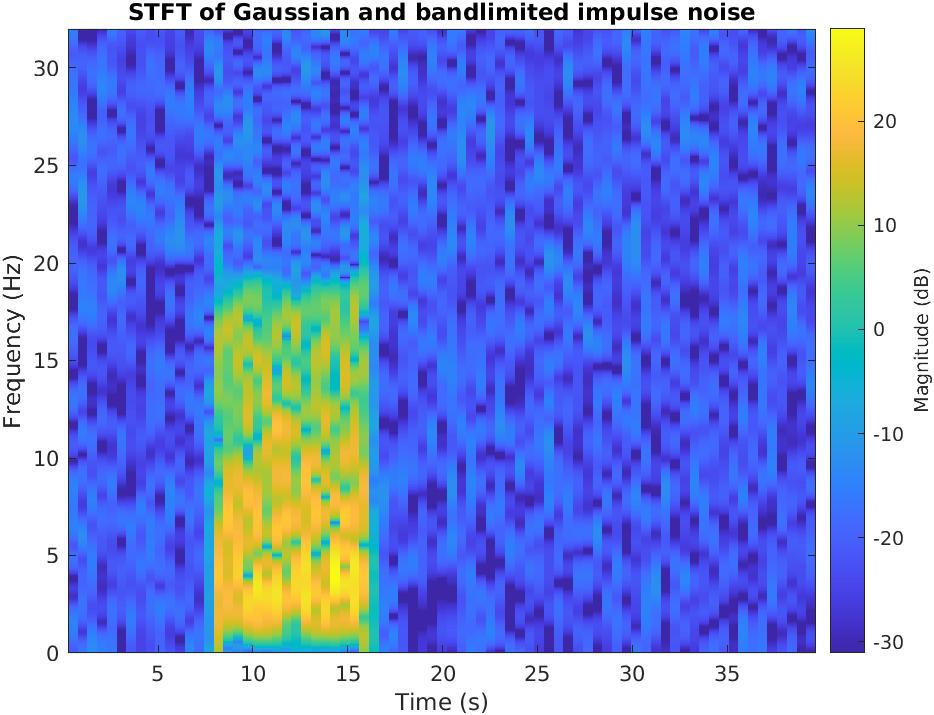 STFT of Gaussian and bandlimited impulse noise
30
25
20
15
10
5
0
Frequency (Hz)
5 10 15 20 25 30 35
Time (s)
20
10
0
-10
-20
-30
Magnitude (dB)